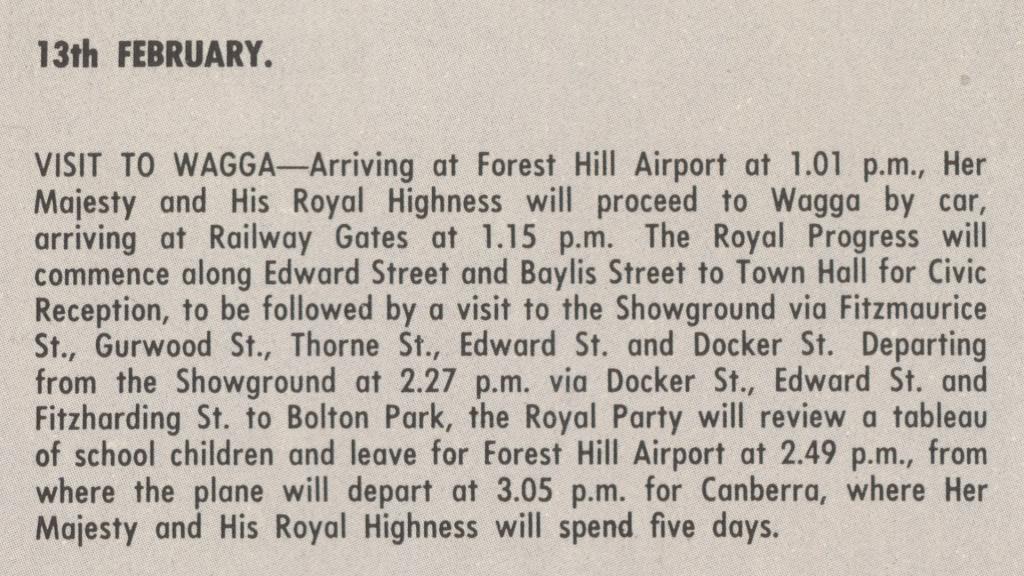 13th FEBRUARY.
VISIT TO WAGGA—Arriving at Forest Hill Airport at 1.01 p.m., Her
Majesty and His Royal Highness will proceed to Wagga by car,
arriving at Railway Gates at 1.15 p.m. The Royal Progress will
commence along Edward Street and Baylis Street to Town Hall for Civic
Reception, to be followed by a visit to the Showground via Fitzmaurice
St., Gurwood St., Thorne St., Edward St. and Docker St. Departing
from the Showground at 2.27 p.m. via Docker St., Edward St. and
Fitzharding St. to Bolton Park, the Royal Party will review a tableau
of school children and leave for Forest Hill Airport at 2.49 p.m., from
where the plane will depart at 3.05 p.m. for Canberra, where Her
Majesty and His Royal Highness will spend five days.